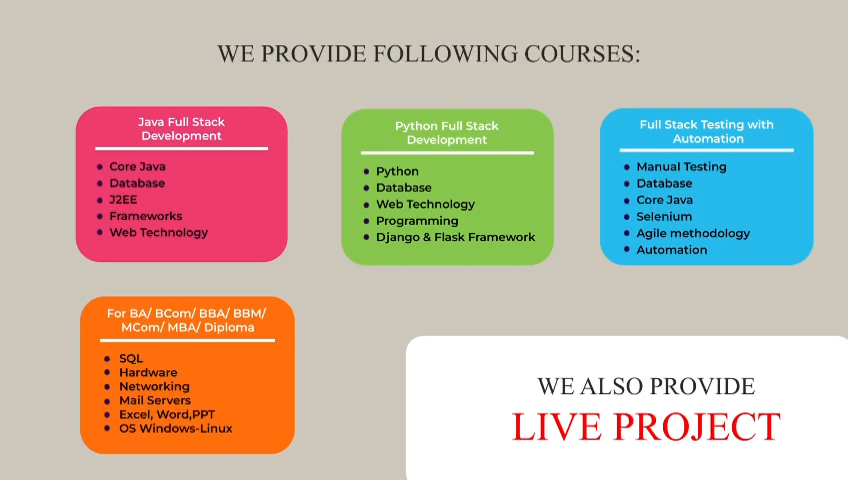 WE PROVIDE FOLLOWING COURSES:
Java Full Stack
Development
Core Java
Database
J2EE
Frameworks
Web Technology
Python Full Stack
Development
Python
Database
Web Technology
Programming
Django & Flask Framework
Full Stack Testing with
Automation
Manual Testing
Database
Core Java
Selenium
Agile methodology
Automation
For BA/ BCom/ BBA/ BBM/
MCom/ MBA/ Diploma
SQL
Hardware
Networking
Mail Servers
Excel, Word,PPT
OS Windows-Linux
WE ALSO PROVIDE
LIVE PROJECT